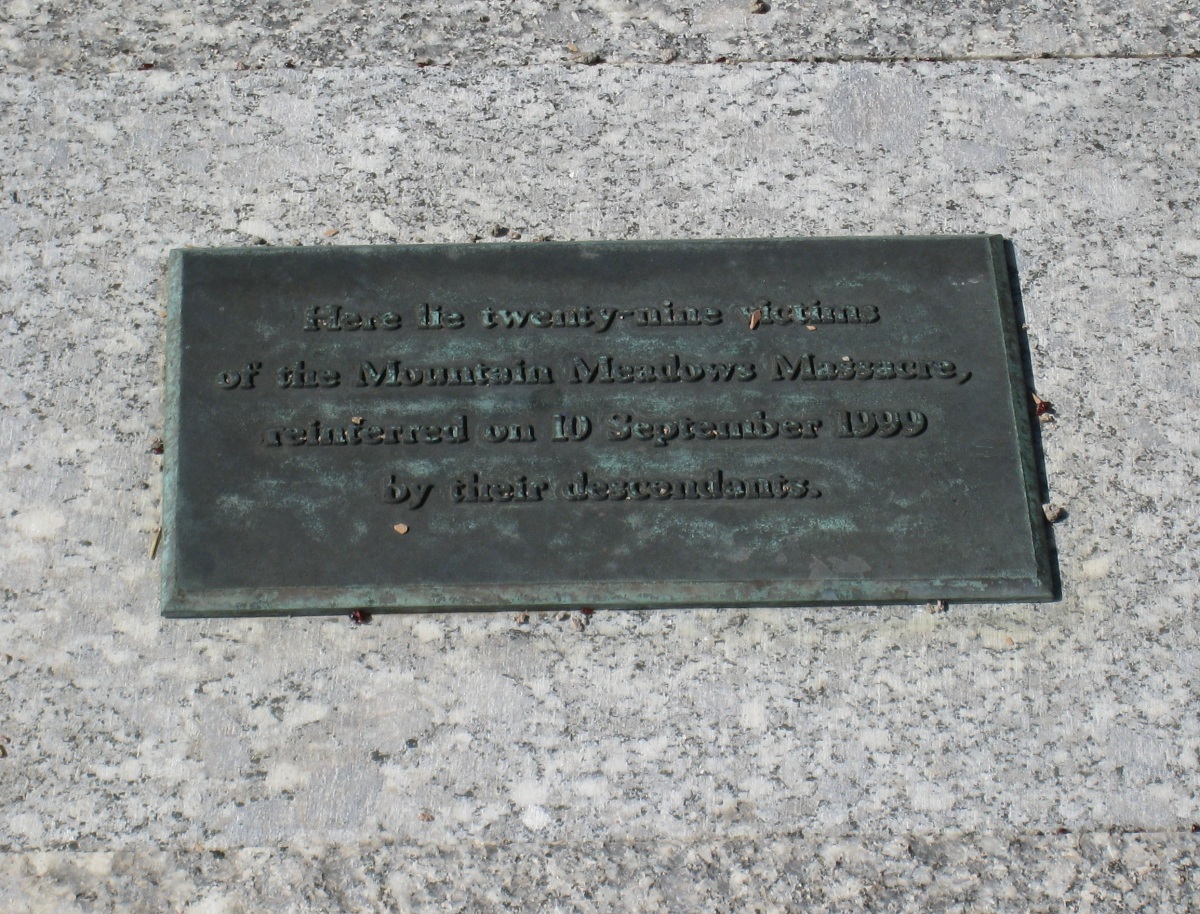 Here lie twenty-nine victims
of the Mountain Meadows Massacre,
reinterred on 10 September 1999
by their descendants.